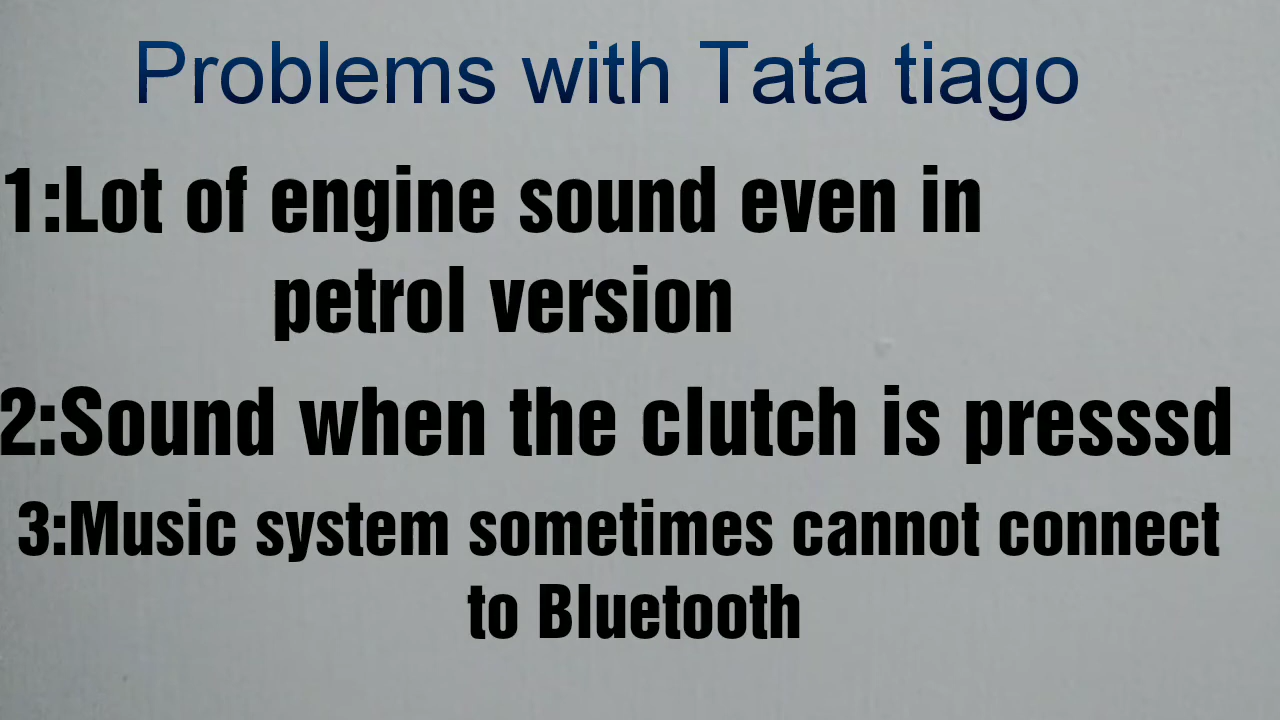 Problems with Tata tiago
1:Lot of engine sound even in
petrol version
2:Sound when the clutch is presssd
3:Music system sometimes cannot connect
to Bluetooth